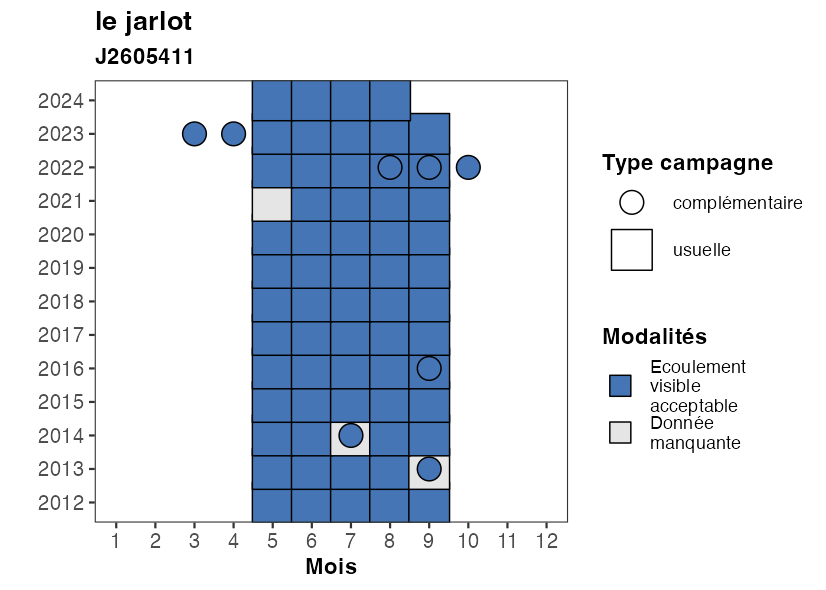 le jarlot
J2605411
2024
2023
2022
2021
2020
2019
2018
2017
2016
2015
2014
2013
2012
1 2 3 4 5 6 7 8 9 10 11 12
Mois
Type campagne
complémentaire
usuelle
Modalités
Ecoulement
visible
acceptable
Donnée
manquante